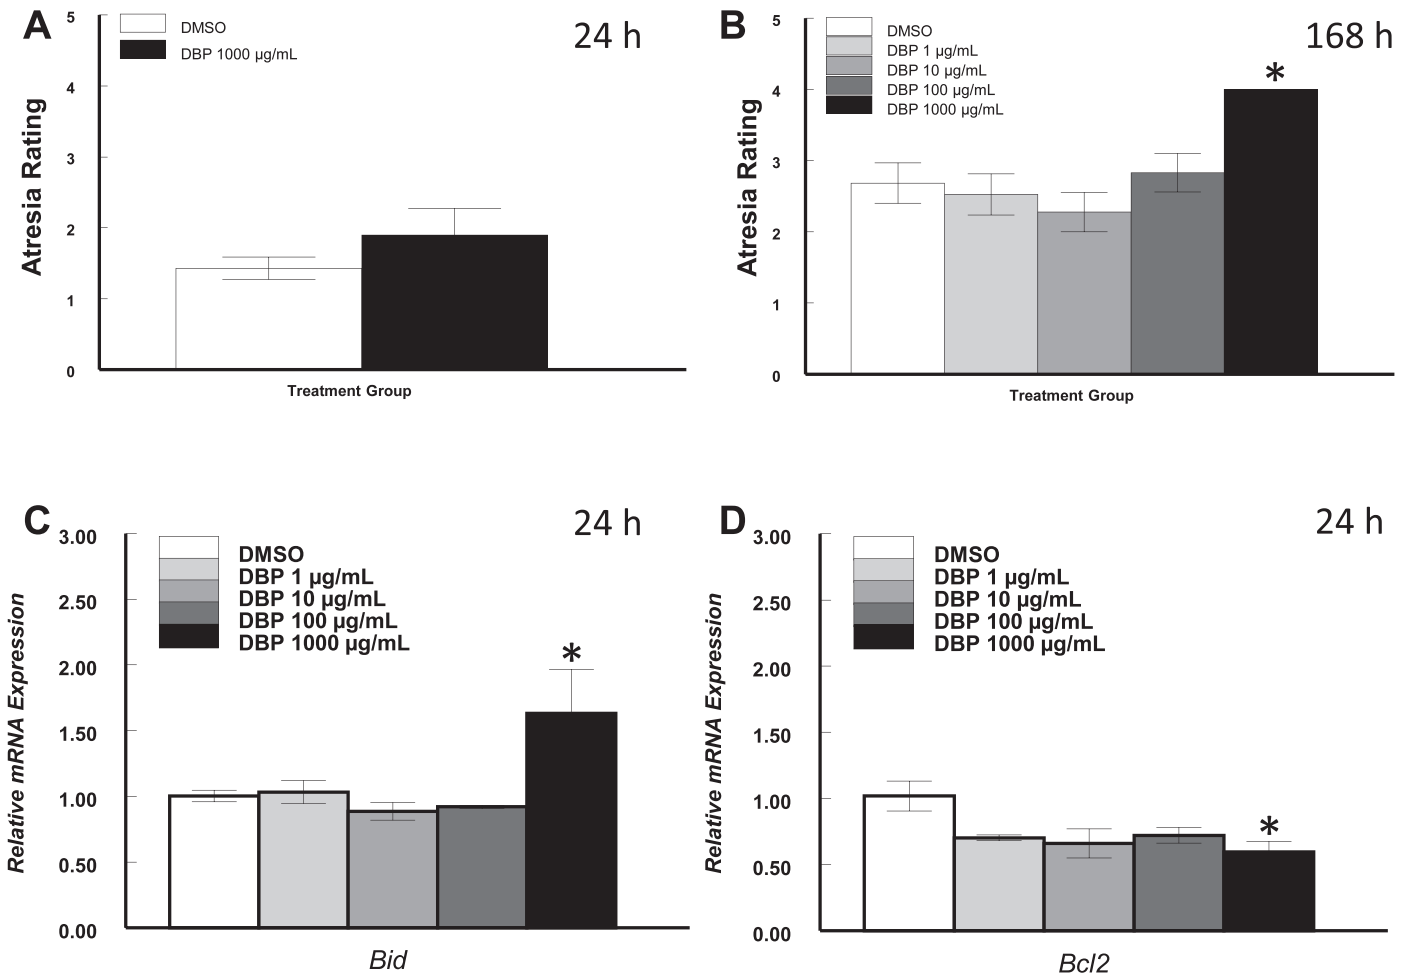 A
24 h
DMSO
DBP 1000 µg/mL
Atresia Rating
5
4
3
2
1
0
Treatment Group
B
168 h
DMSO
DBP 1 µg/mL
DBP 10 µg/mL
DBP 100 µg/mL
DBP 1000 µg/mL
*
Atresia Rating
5
4
3
2
1
0
Treatment Group
C
24 h
DMSO
DBP 1 µg/mL
DBP 10 µg/mL
DBP 100 µg/mL
DBP 1000 µg/mL
*
Relative mRNA Expression
3.00
2.50
2.00
1.50
1.00
0.50
0.00
Bid
D
24 h
DMSO
DBP 1 µg/mL
DBP 10 µg/mL
DBP 100 µg/mL
DBP 1000 µg/mL
*
Relative mRNA Expression
3.00
2.50
2.00
1.50
1.00
0.50
0.00
Bcl2